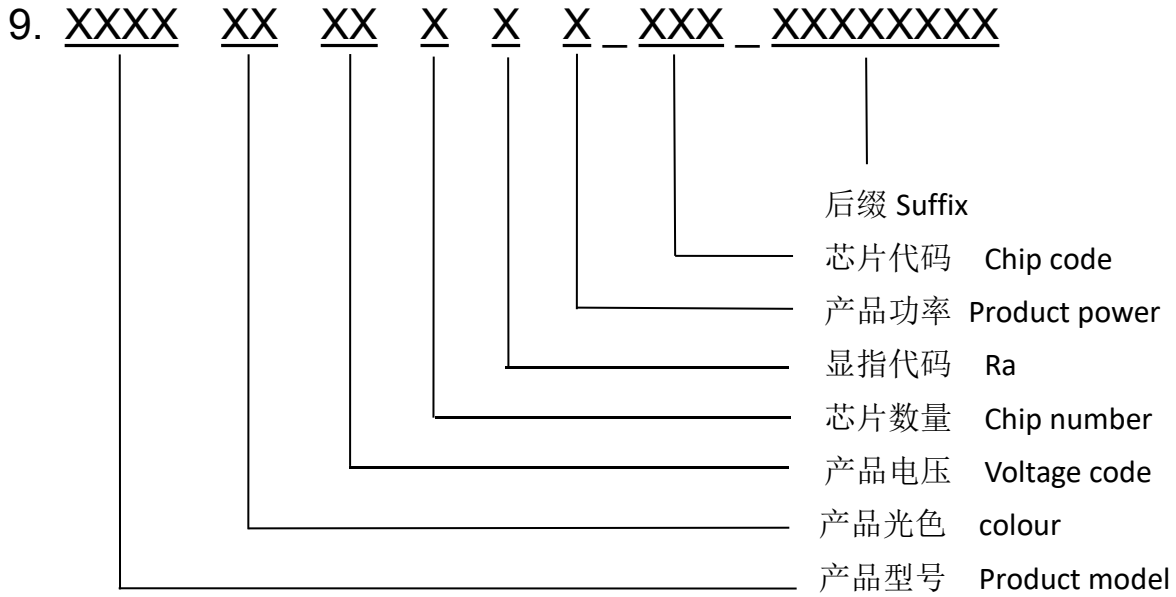 9. XXXX XX XX X X X _ XXX _ XXXXXXXX
后缀 Suffix
芯片代码 Chip code
产品功率 Product power
显指代码 Ra
芯片数量 Chip number
产品电压 Voltage code
产品光色 colour
产品型号 Product model